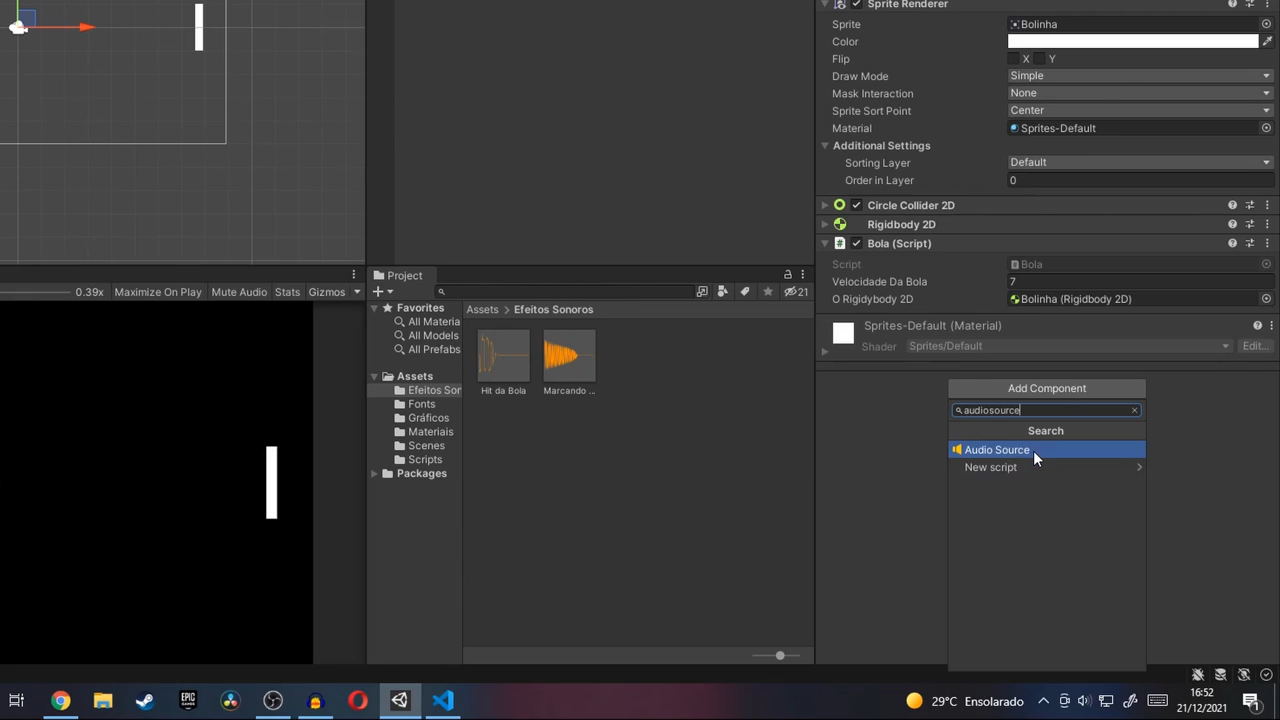 Sprite Renderer
Sprite
Bolinha
Color
Flip
X
Y
Draw Mode
Simple
Mask Interaction
None
Sprite Sort Point
Center
Material
Sprites-Default
Additional Settings
Sorting Layer
Default
Order in Layer
0
Circle Collider 2D
Rigidbody 2D
Bola (Script)
Script
Bola
Velocidade Da Bola
7
O Rigidybody 2D
Bolinha (Rigidbody 2D)
Sprites-Default (Material)
Shader
Sprites/Default
Edit...
Add Component
audiosource
Search
Audio Source
New script
0.39x
Maximize On Play
Mute Audio
Stats
Gizmos
Project
21
Favorites
All Materia
All Models
All Prefabs
Assets
Efeitos Sor
Fonts
Gráficos
Materiais
Scenes
Scripts
Packages
Assets > Efeitos Sonoros
Hit da Bola
Marcando ...
EPIC GAMES
29°C Ensolarado
16:52
21/12/2021
1